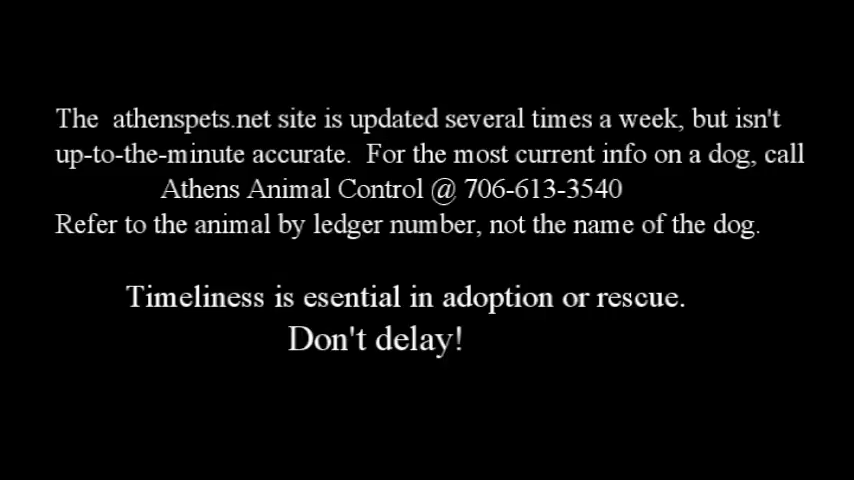 The  athenspets.net site is updated several times a week, but isn't
up-to-the-minute accurate.  For the most current info on a dog, call
Athens Animal Control @ 706-613-3540
Refer to the animal by ledger number, not the name of the dog.
Timeliness is esential in adoption or rescue.
Don't delay!